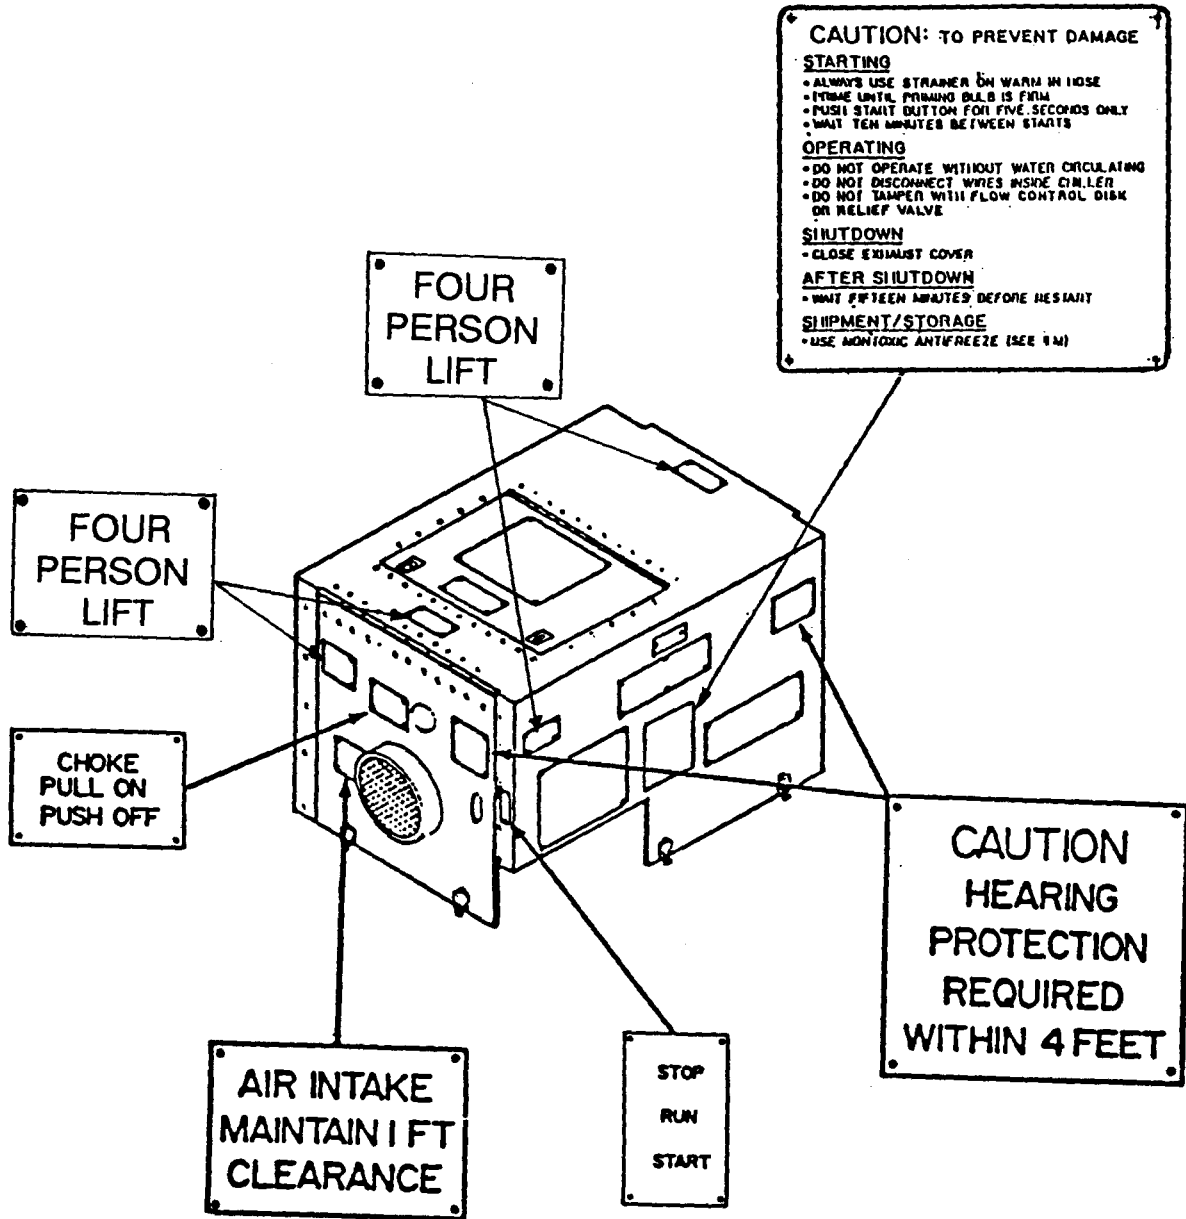 CAUTION: TO PREVENT DAMAGE
STARTING
• ALWAYS USE STRAINER ON WARM IN HOSE
• PRIME UNTIL PRIMING BULB IS FIRM
• PUSH START BUTTON FOR FIVE SECONDS ONLY
• WAIT TEN MINUTES BETWEEN STARTS
OPERATING
• DO NOT OPERATE WITHOUT WATER CIRCULATING
• DO NOT DISCONNECT WIRES INSIDE CHILLER
• DO NOT TAMPER WITH FLOW CONTROL DISK
OR RELIEF VALVE
SHUTDOWN
• CLOSE EXHAUST COVER
AFTER SHUTDOWN
• WAIT FIFTEEN MINUTES BEFORE RESTART
SHIPMENT/STORAGE
• USE NONTOXIC ANTIFREEZE (SEE TM)
FOUR
PERSON
LIFT
FOUR
PERSON
LIFT
CHOKE
PULL ON
PUSH OFF
CAUTION
HEARING
PROTECTION
REQUIRED
WITHIN 4 FEET
AIR INTAKE
MAINTAIN 1 FT
CLEARANCE
STOP
RUN
START